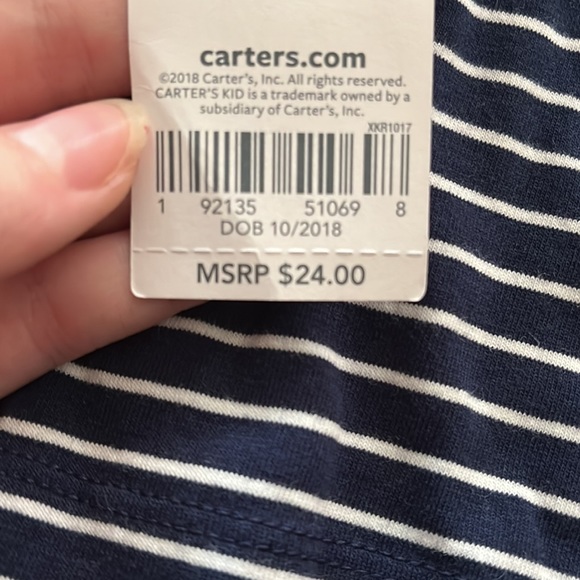 carters.com
©2018 Carter's, Inc. All rights reserved.
CARTER'S KID is a trademark owned by a
subsidiary of Carter's, Inc.
XKR1017
1 92135 51069 8
DOB 10/2018
MSRP $24.00